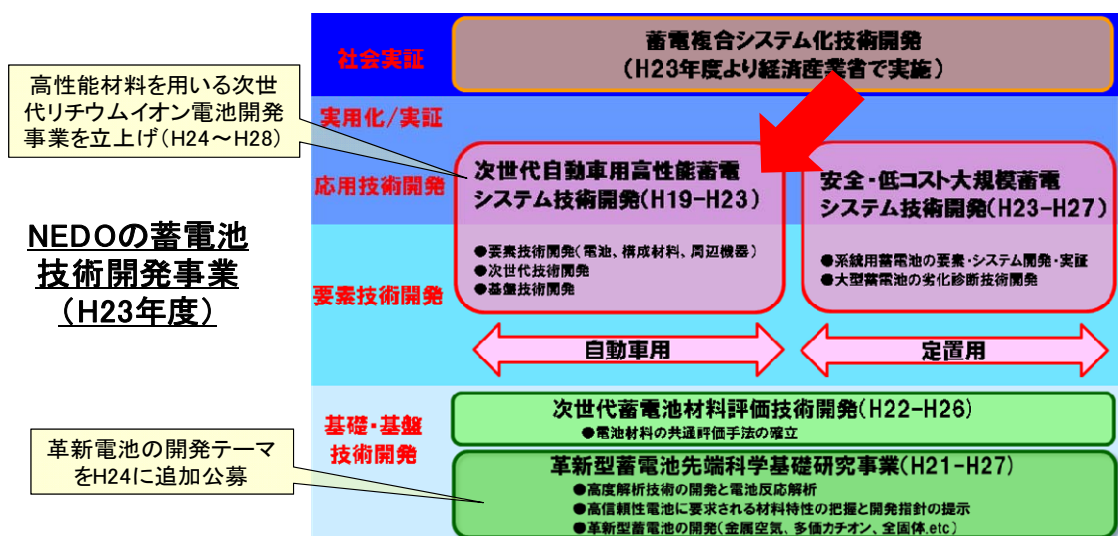 蓄電複合システム化技術開発
(H23年度より経済産業省で実施)
社会実証
高性能材料を用いる次世
代リチウムイオン電池開発
事業を立上げ(H24～H28)
実用化/実証
応用技術開発
次世代自動車用高性能蓄電
システム技術開発(H19-H23)
●要素技術開発(電池、構成材料、周辺機器)
●次世代技術開発
●基盤技術開発
安全・低コスト大規模蓄電
システム技術開発(H23-H27)
●系統用蓄電池の要素・システム開発・実証
●大型蓄電池の劣化診断技術開発
NEDOの蓄電池
技術開発事業
(H23年度)
要素技術開発
自動車用
定置用
基礎・基盤
技術開発
次世代蓄電池材料評価技術開発(H22-H26)
●電池材料の共通評価手法の確立
革新電池の開発テーマ
をH24に追加公募
革新型蓄電池先端科学基礎研究事業(H21-H27)
●高度解析技術の開発と電池反応解析
●高信頼性電池に要求される材料特性の把握と開発指針の提示
●革新型蓄電池の開発(金属空気、多価カチオン、全固体.etc)